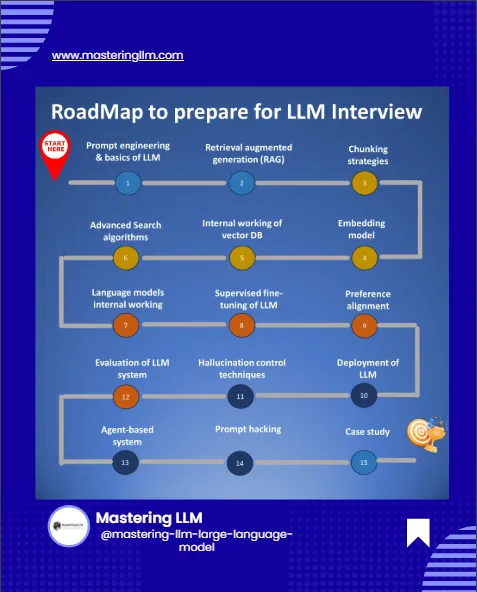 www.masteringllm.com
RoadMap to prepare for LLM Interview
START
HERE
Prompt engineering
& basics of LLM
1
Retrieval augmented
generation (RAG)
2
Chunking
strategies
3
Embedding
model
4
Internal working of
vector DB
5
Advanced Search
algorithms
6
Language models
internal working
7
Supervised fine-
tuning of LLM
8
Preference
alignment
9
Deployment of
LLM
10
Hallucination control
techniques
11
Evaluation of LLM
system
12
Agent-based
system
13
Prompt hacking
14
Case study
15
Mastering LLM
@mastering-llm-large-language-
model